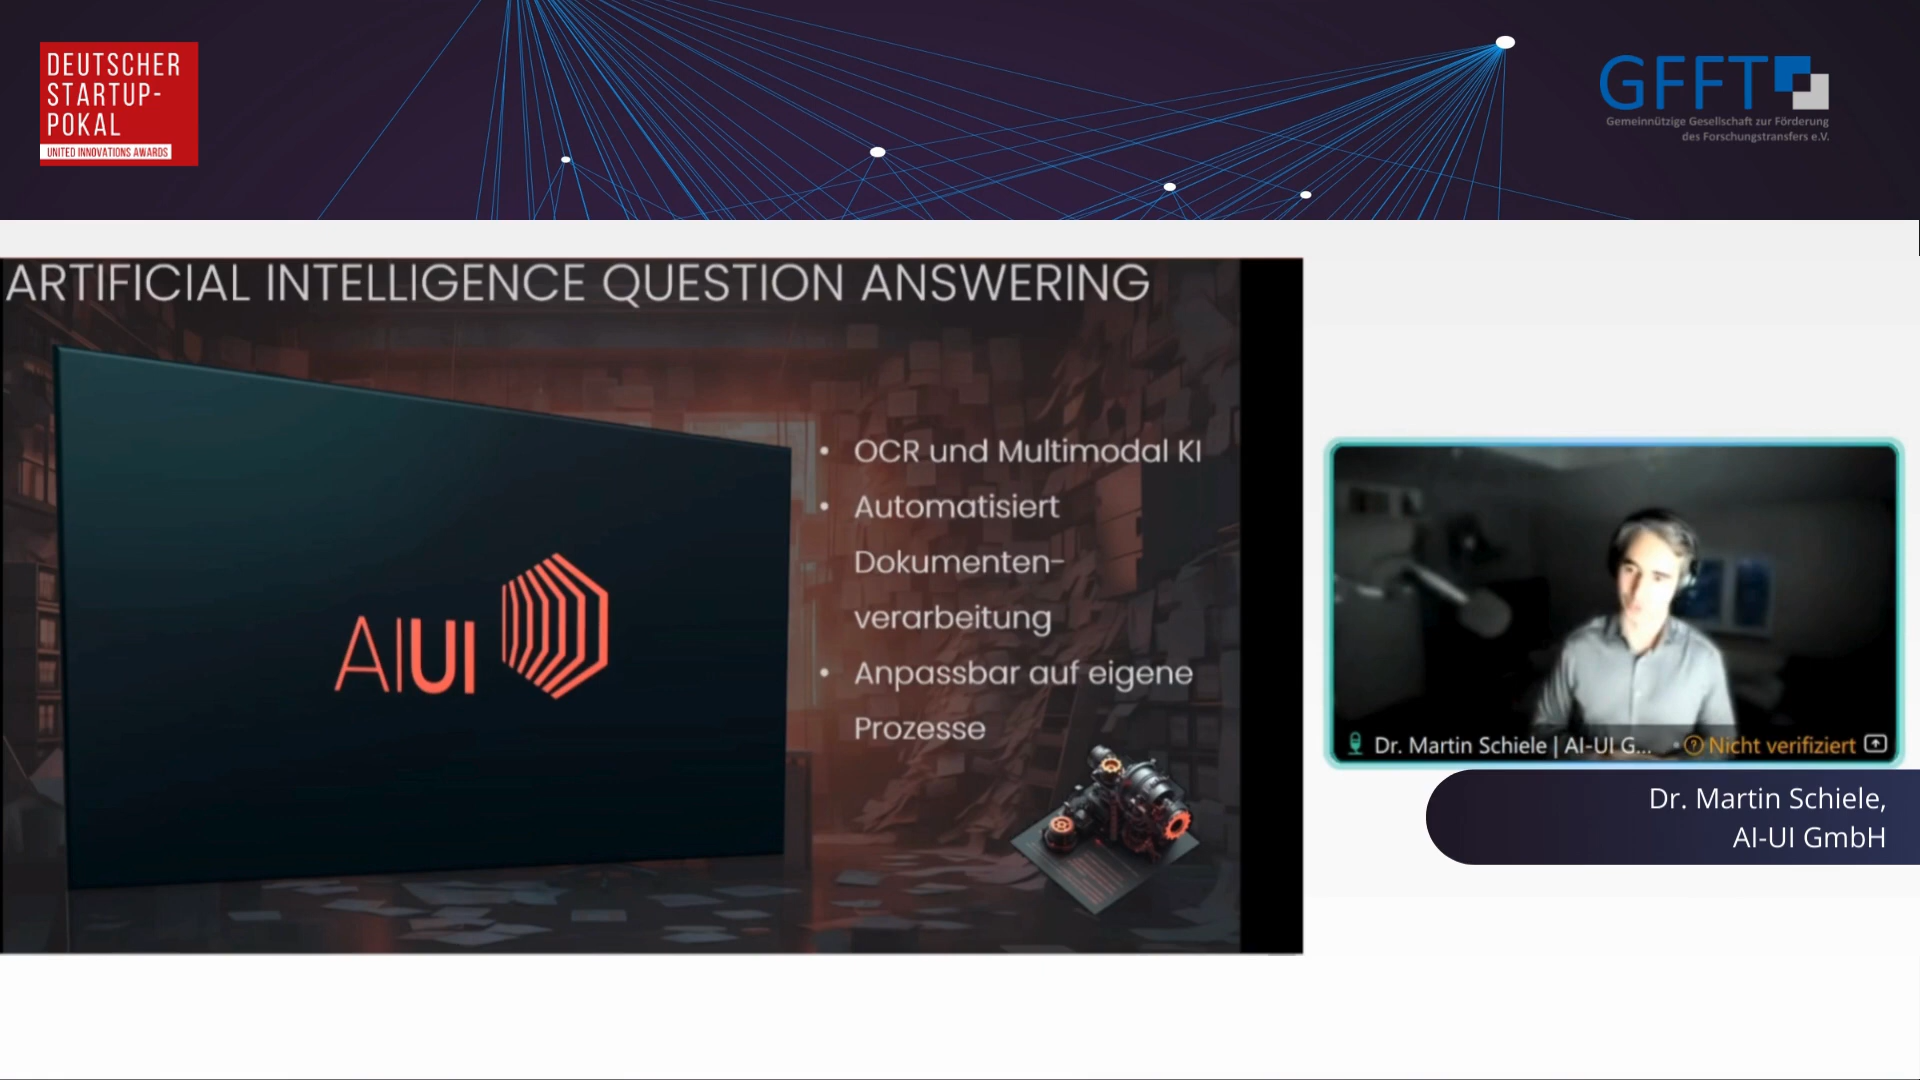 DEUTSCHER
STARTUP-
POKAL
UNITED INNOVATIONS AWARDS
GFFT
Gemeinnützige Gesellschaft zur Förderung
des Forschungstransfers e.V.
ARTIFICIAL INTELLIGENCE QUESTION ANSWERING
AIUI
• OCR und Multimodal KI
• Automatisiert
Dokumenten-
verarbeitung
• Anpassbar auf eigene
Prozesse
Dr. Martin Schiele | AI-UI G... Nicht verifiziert
Dr. Martin Schiele,
AI-UI GmbH